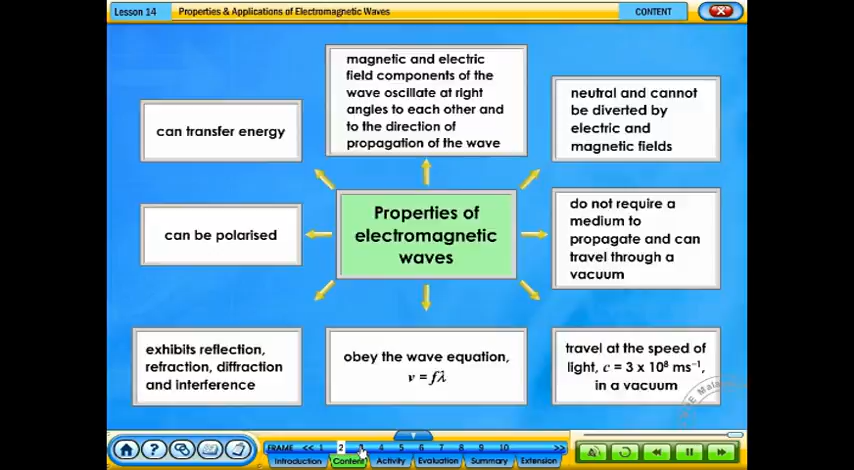 Lesson 14
Properties & Applications of Electromagnetic Waves
CONTENT
magnetic and electric
field components of the
wave oscillate at right
angles to each other and
to the direction of
propagation of the wave
can transfer energy
neutral and cannot
be diverted by
electric and
magnetic fields
can be polarised
Properties of
electromagnetic
waves
do not require a
medium to
propagate and can
travel through a
vacuum
exhibits reflection,
refraction, diffraction
and interference
obey the wave equation,
v = fλ
travel at the speed of
light, c = 3 x 10⁸ ms⁻¹,
in a vacuum
FRAME << 1 2 3 4 5 6 7 8 9 10 >>
Introduction Content Activity Evaluation Summary Extension